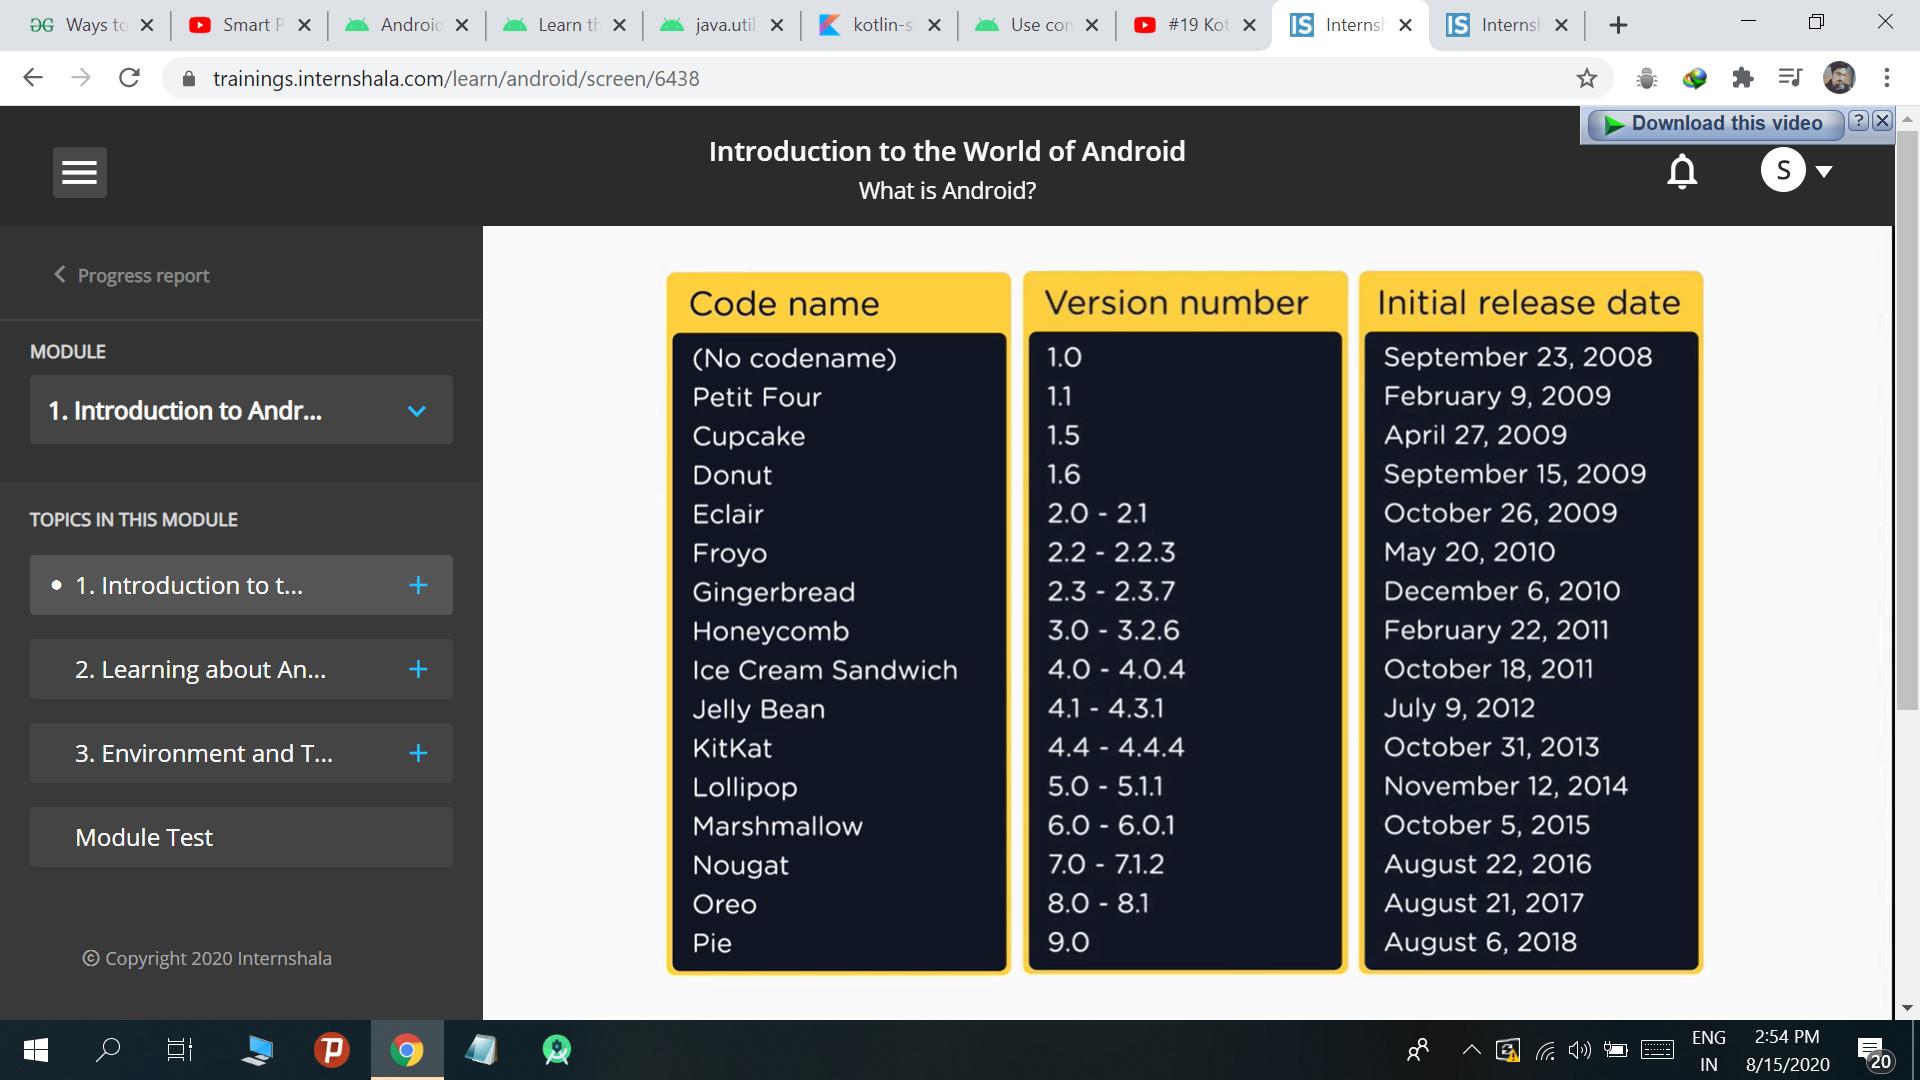 Ways to
Smart P
Android
Learn th
java.util
kotlin-s
Use con
#19 Kot
Internsh
Internsh
trainings.internshala.com/learn/android/screen/6438
Download this video
?
Introduction to the World of Android
What is Android?
S
Progress report
MODULE
1. Introduction to Andr...
TOPICS IN THIS MODULE
1. Introduction to t...
2. Learning about An...
3. Environment and T...
Module Test
© Copyright 2020 Internshala
Code name Version number Initial release date
(No codename) 1.0 September 23, 2008
Petit Four 1.1 February 9, 2009
Cupcake 1.5 April 27, 2009
Donut 1.6 September 15, 2009
Eclair 2.0 - 2.1 October 26, 2009
Froyo 2.2 - 2.2.3 May 20, 2010
Gingerbread 2.3 - 2.3.7 December 6, 2010
Honeycomb 3.0 - 3.2.6 February 22, 2011
Ice Cream Sandwich 4.0 - 4.0.4 October 18, 2011
Jelly Bean 4.1 - 4.3.1 July 9, 2012
KitKat 4.4 - 4.4.4 October 31, 2013
Lollipop 5.0 - 5.1.1 November 12, 2014
Marshmallow 6.0 - 6.0.1 October 5, 2015
Nougat 7.0 - 7.1.2 August 22, 2016
Oreo 8.0 - 8.1 August 21, 2017
Pie 9.0 August 6, 2018
ENG
IN
2:54 PM
8/15/2020
20